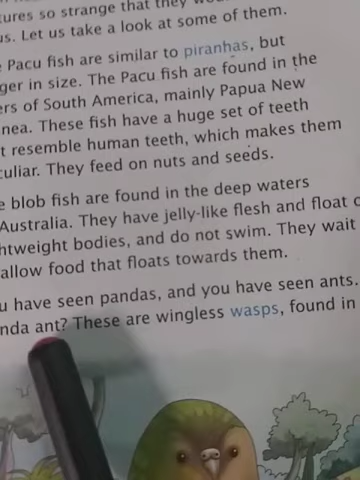 tures so strange that they
us. Let us take a look at some of them.
Pacu fish are similar to piranhas, but
ger in size. The Pacu fish are found in the
ers of South America, mainly Papua New
nea. These fish have a huge set of teeth
t resemble human teeth, which makes them
culiar. They feed on nuts and seeds.
e blob fish are found in the deep waters
Australia. They have jelly-like flesh and float
htweight bodies, and do not swim. They wait
allow food that floats towards them.
u have seen pandas, and you have seen ants.
nda ant? These are wingless wasps, found in